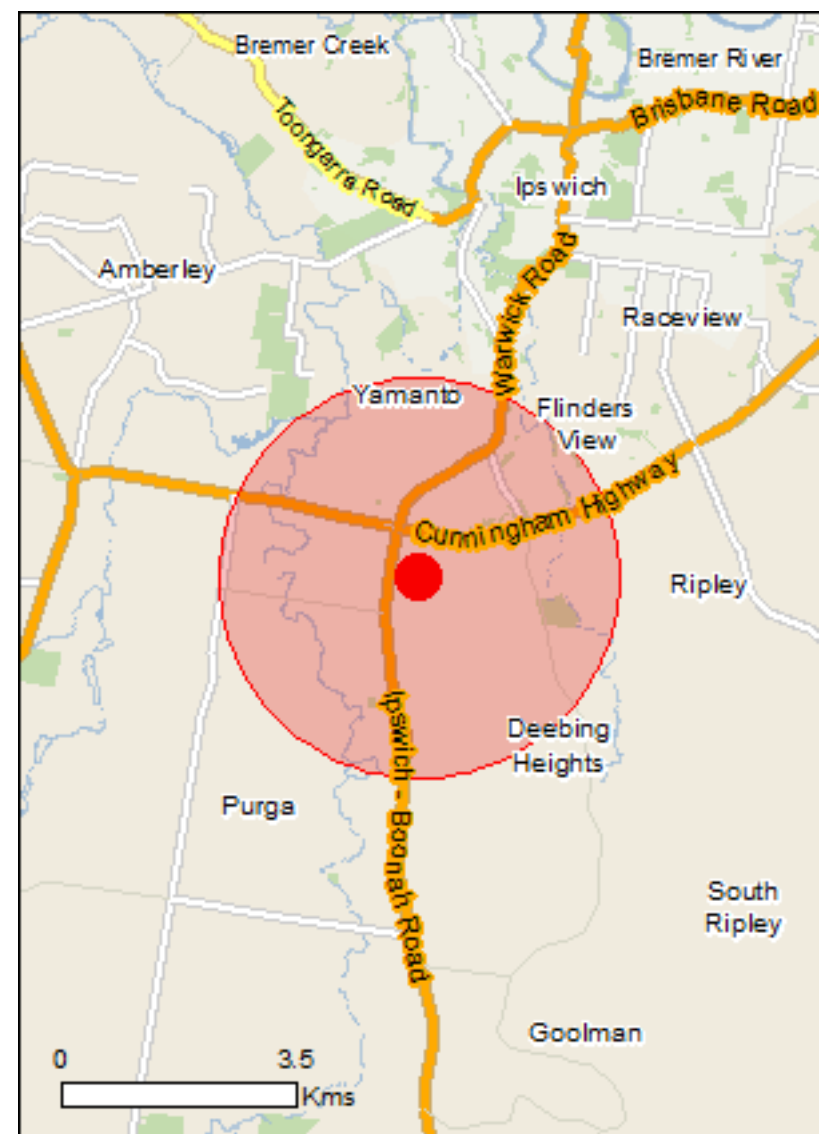 Bremer Creek
Bremer River
Brisbane Road
Toongarra Road
Ipswich
Warwick Road
Amberley
Raceview
Yamanto
Flinders
View
Cunningham Highway
Ripley
Ipswich - Boonah Road
Deebing
Heights
Purga
South
Ripley
Goolman
0 3.5
Kms